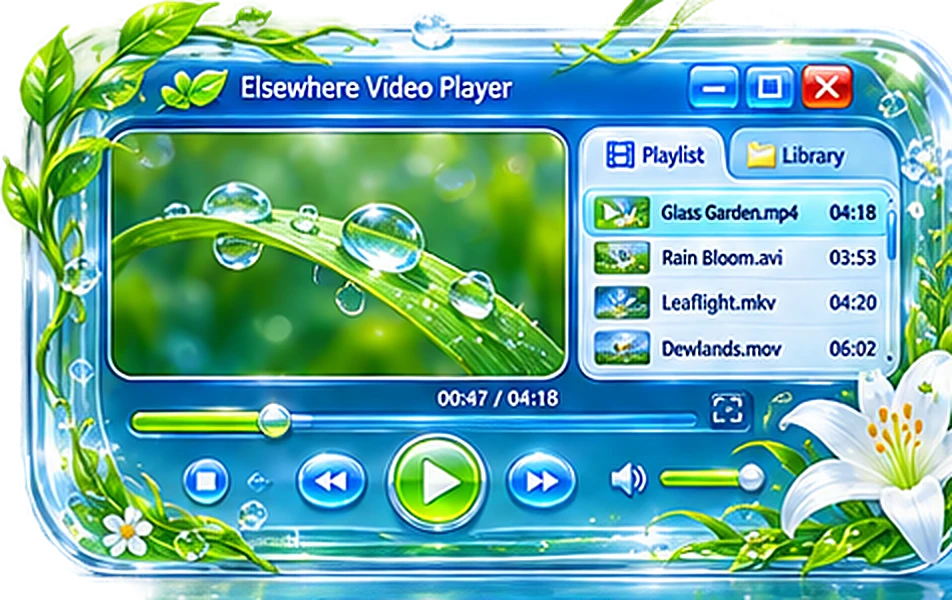 Elsewhere Video Player
Playlist
Library
Glass Garden.mp4 04:18
Rain Bloom.avi 03:53
Leaflight.mkv 04:20
Dewlands.mov 06:02
00:47 / 04:18